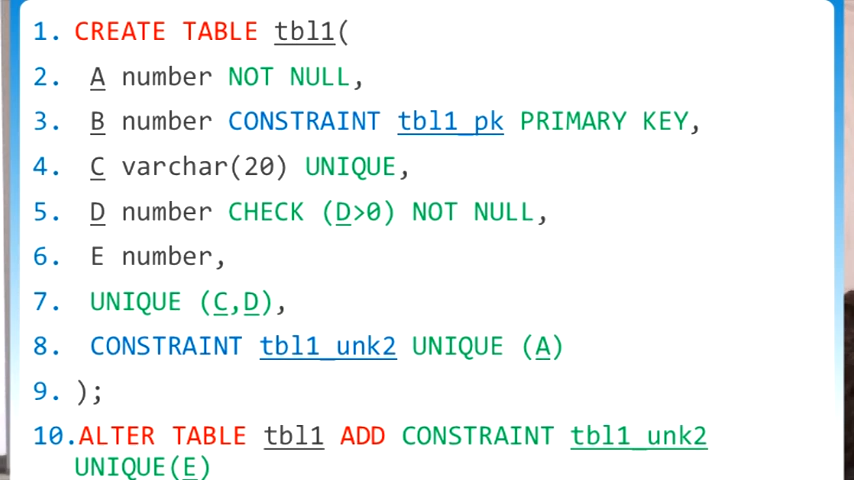 1. CREATE TABLE tbl1(
2. A number NOT NULL,
3. B number CONSTRAINT tbl1_pk PRIMARY KEY,
4. C varchar(20) UNIQUE,
5. D number CHECK (D>0) NOT NULL,
6. E number,
7. UNIQUE (C,D),
8. CONSTRAINT tbl1_unk2 UNIQUE (A)
9. );
10.ALTER TABLE tbl1 ADD CONSTRAINT tbl1_unk2
UNIQUE(E)